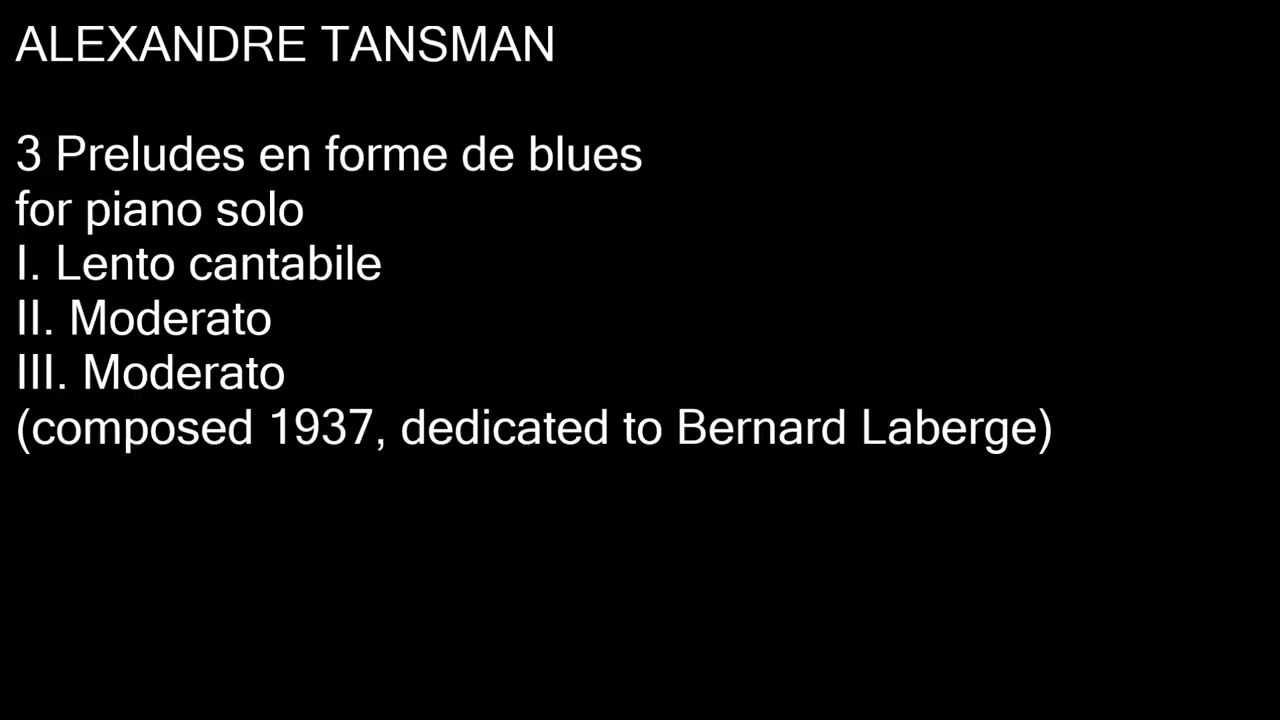 ALEXANDRE TANSMAN
3 Preludes en forme de blues
for piano solo
I. Lento cantabile
II. Moderato
III. Moderato
(composed 1937, dedicated to Bernard Laberge)